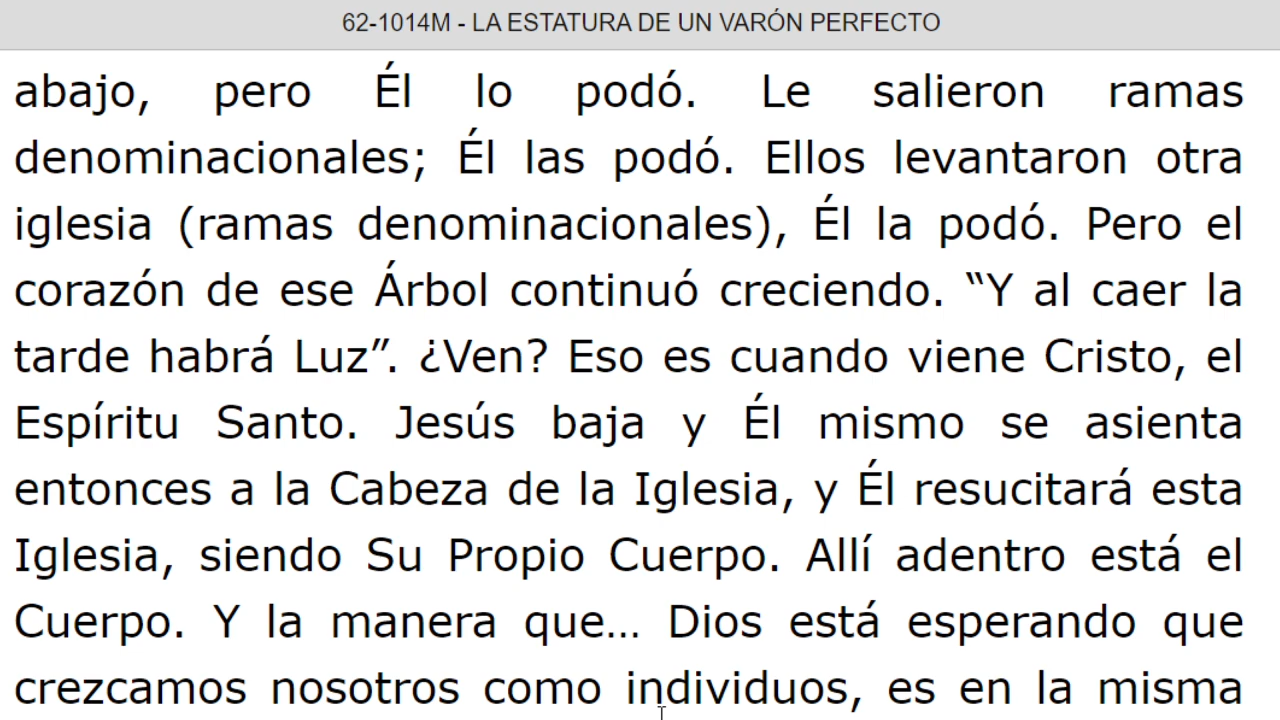 62-1014M - LA ESTATURA DE UN VARÓN PERFECTO
abajo, pero Él lo podó. Le salieron ramas
denominacionales; Él las podó. Ellos levantaron otra
iglesia (ramas denominacionales), Él la podó. Pero el
corazón de ese Árbol continuó creciendo. “Y al caer la
tarde habrá Luz”. ¿Ven? Eso es cuando viene Cristo, el
Espíritu Santo. Jesús baja y Él mismo se asienta
entonces a la Cabeza de la Iglesia, y Él resucitará esta
Iglesia, siendo Su Propio Cuerpo. Allí adentro está el
Cuerpo. Y la manera que… Dios está esperando que
crezcamos nosotros como individuos, es en la misma